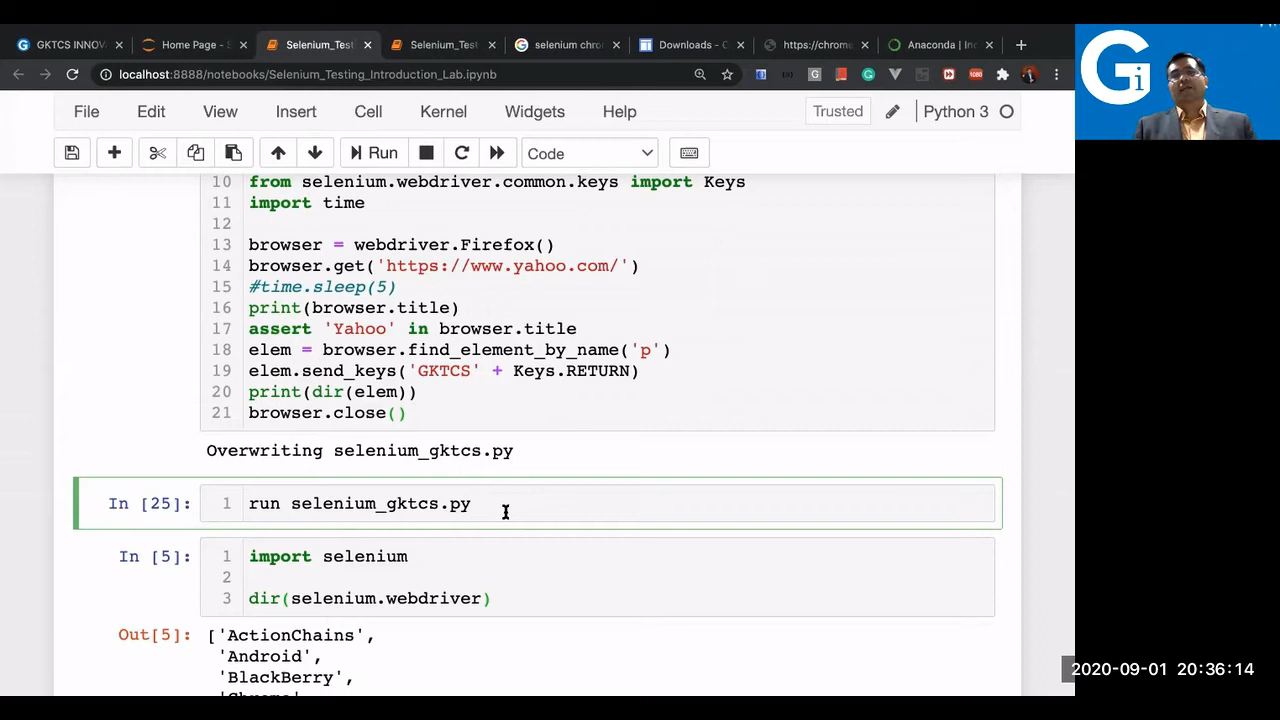 GKTCS INNOV
Home Page - S
Selenium_Test
Selenium_Test
selenium chro
Downloads - C
https://chrome
Anaconda | In
localhost:8888/notebooks/Selenium_Testing_Introduction_Lab.ipynb
File Edit View Insert Cell Kernel Widgets Help Trusted Python 3
Run Code
10 from selenium.webdriver.common.keys import Keys
11 import time
12
13 browser = webdriver.Firefox()
14 browser.get('https://www.yahoo.com/')
15 #time.sleep(5)
16 print(browser.title)
17 assert 'Yahoo' in browser.title
18 elem = browser.find_element_by_name('p')
19 elem.send_keys('GKTCS' + Keys.RETURN)
20 print(dir(elem))
21 browser.close()
Overwriting selenium_gktcs.py
In [25]: 1 run selenium_gktcs.py
In [5]: 1 import selenium
2
3 dir(selenium.webdriver)
Out[5]: ['ActionChains',
'Android',
'BlackBerry',
Gi
2020-09-01 20:36:14